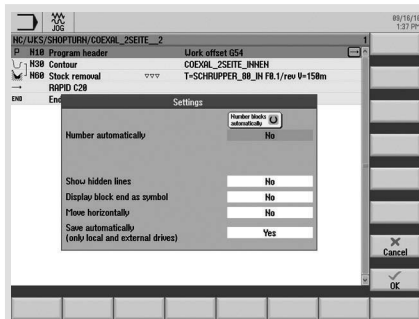 JOG
09/16/10
1:37 PM
NC/WKS/SHOPTURN/COEXAL_2SEITE__2 1
P N10 Program header Work offset G54
N30 Contour COEXAL_2SEITE_INNEN
N60 Stock removal ▽▽▽ T=SCHRUPPER_80_IN F0.1/rev V=150m
RAPID C20
END End
Settings
Number blocks
automatically
Number automatically No
Show hidden lines No
Display block end as symbol No
Move horizontally No
Save automatically
(only local and external drives) Yes
Cancel
OK